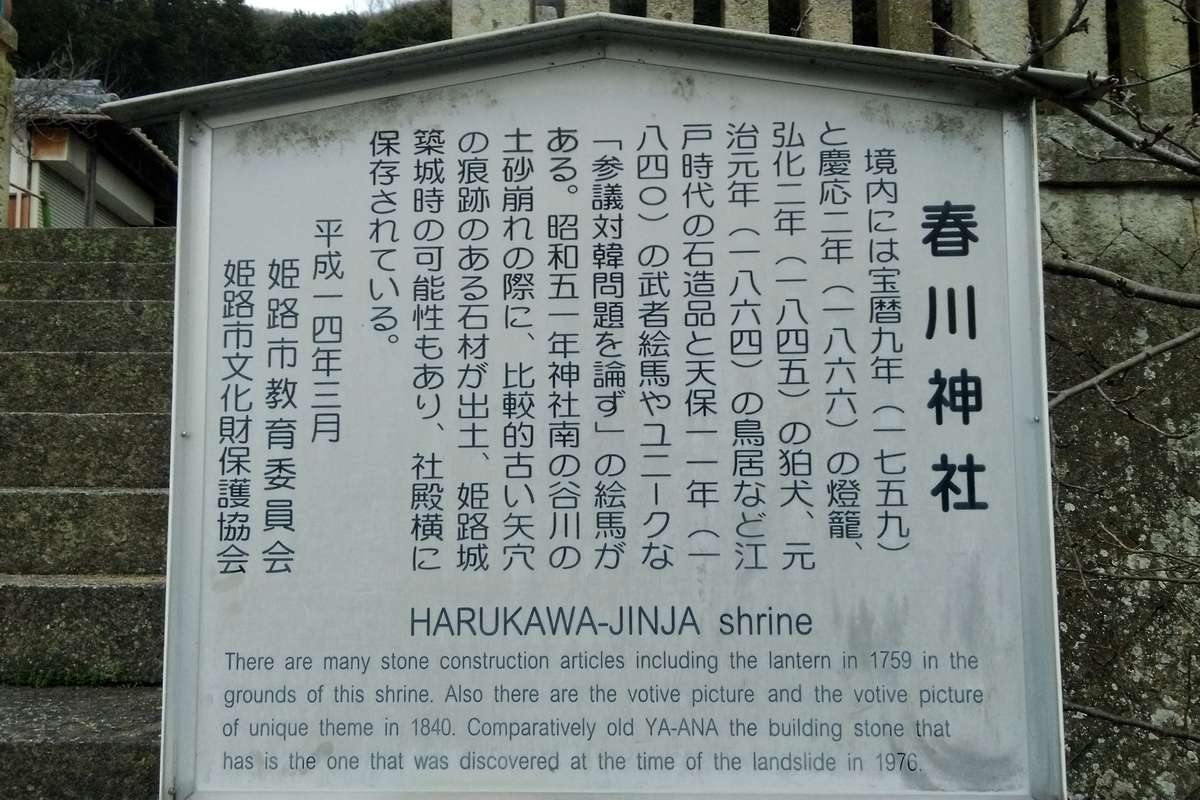 春川神社
境内には宝暦九年（一七五九）
と慶応二年（一八六六）の燈籠、
弘化二年（一八四五）の狛犬、元
治元年（一八六四）の鳥居など江
戸時代の石造品と天保一一年（一
八四〇）の武者絵馬やユニークな
「参議対韓問題を論ず」の絵馬が
ある。昭和五一年神社南の谷川の
土砂崩れの際に、比較的古い矢穴
の痕跡のある石材が出土、姫路城
築城時の可能性もあり、社殿横に
保存されている。
平成一四年三月
姫路市教育委員会
姫路市文化財保護協会
HARUKAWA-JINJA shrine
There are many stone construction articles including the lantern in 1759 in the
grounds of this shrine. Also there are the votive picture and the votive picture
of unique theme in 1840. Comparatively old YA-ANA the building stone that
has is the one that was discovered at the time of the landslide in 1976.